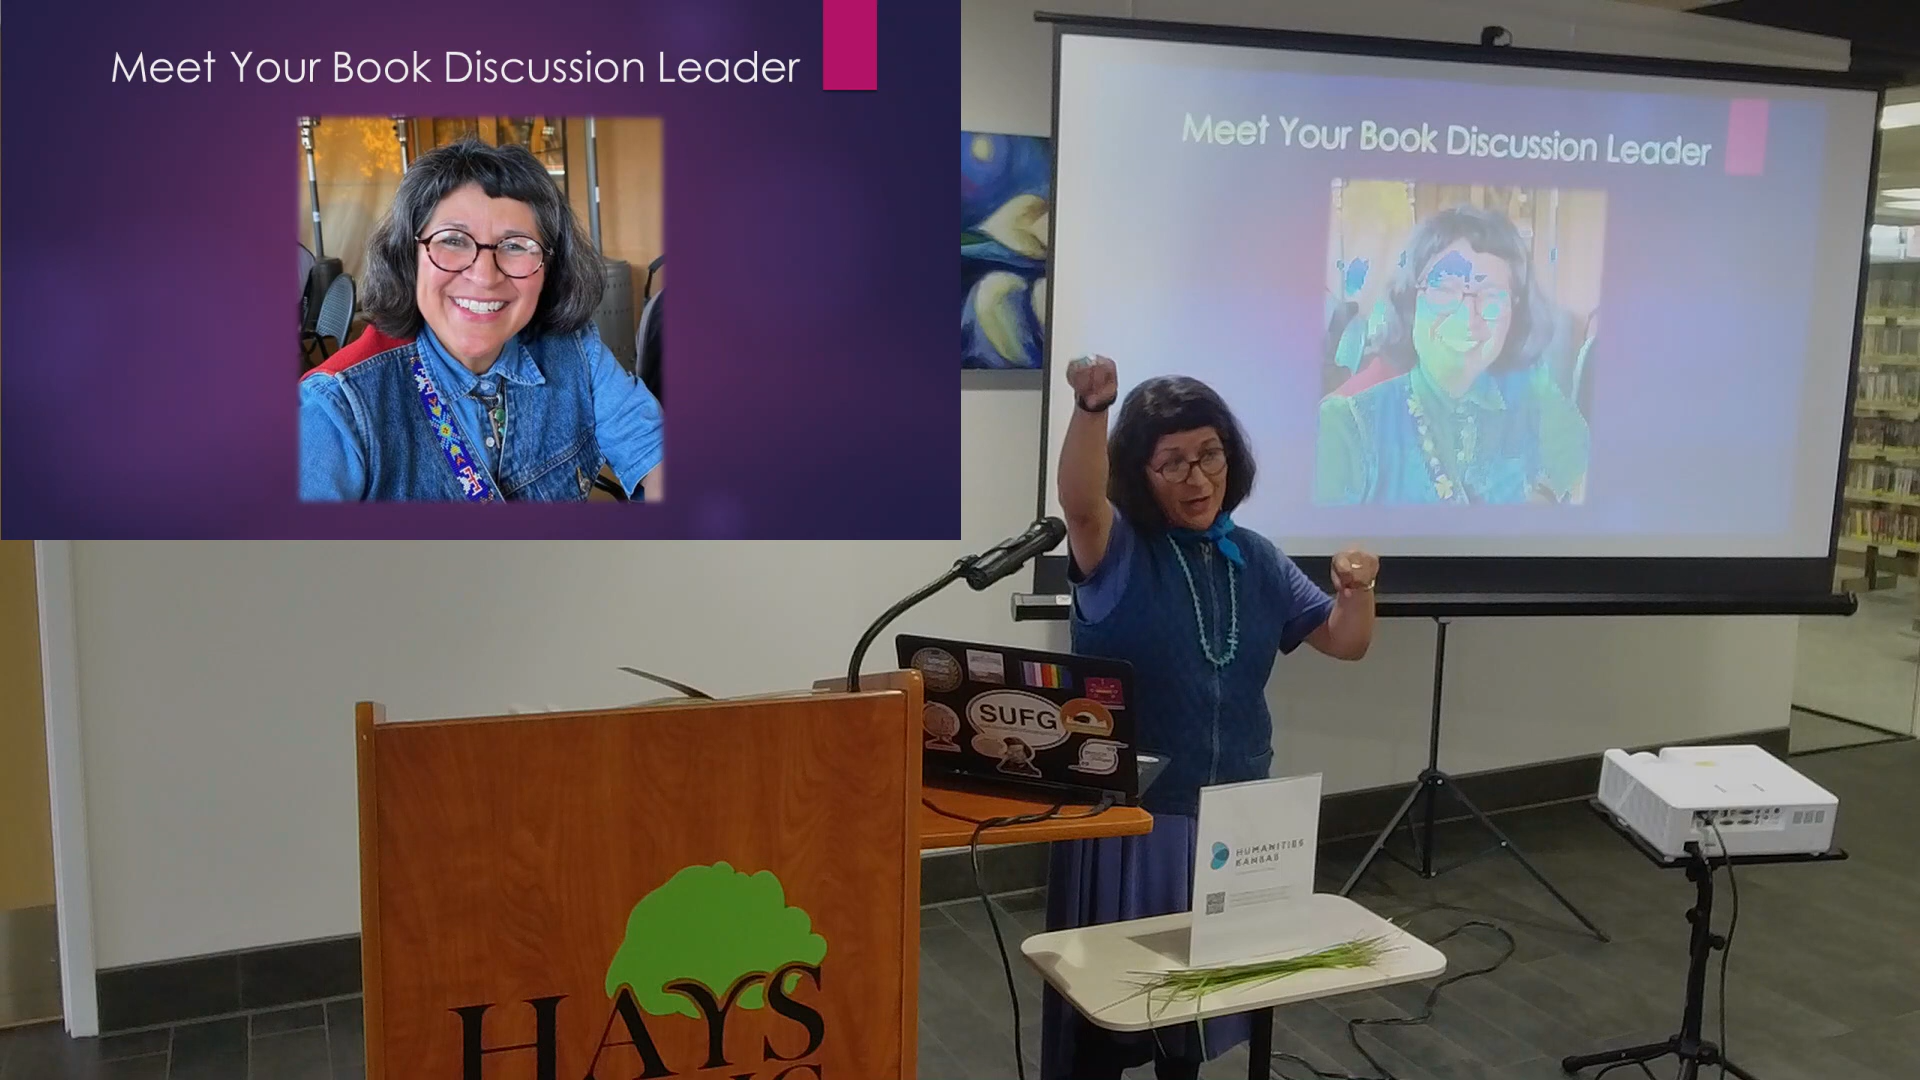 Meet Your Book Discussion Leader
Meet Your Book Discussion Leader
SUFG
HUMANITIES
KANSAS
HAYS